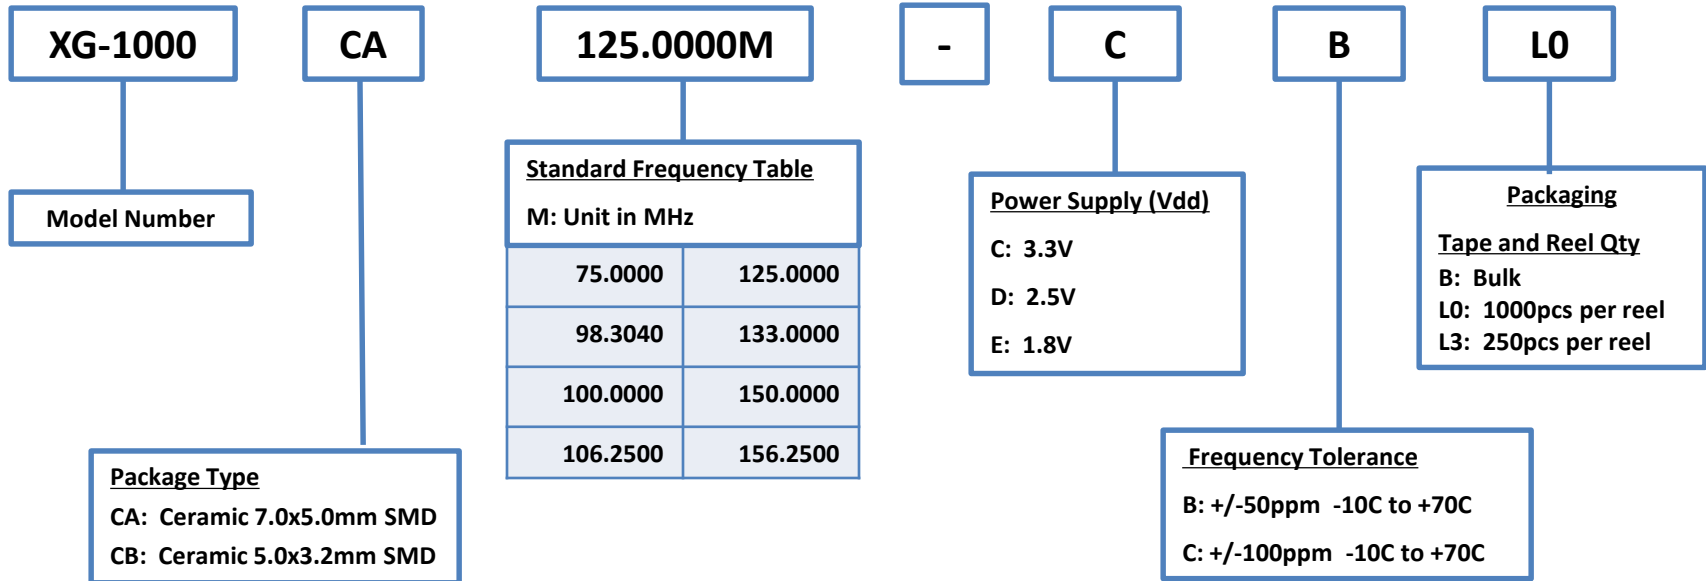 XG-1000 CA 125.0000M - C B L0
Model Number
Standard Frequency Table
M: Unit in MHz
75.0000 125.0000
98.3040 133.0000
100.0000 150.0000
106.2500 156.2500
Power Supply (Vdd)
C: 3.3V
D: 2.5V
E: 1.8V
Packaging
Tape and Reel Qty
B: Bulk
L0: 1000pcs per reel
L3: 250pcs per reel
Package Type
CA: Ceramic 7.0x5.0mm SMD
CB: Ceramic 5.0x3.2mm SMD
Frequency Tolerance
B: +/-50ppm -10C to +70C
C: +/-100ppm -10C to +70C